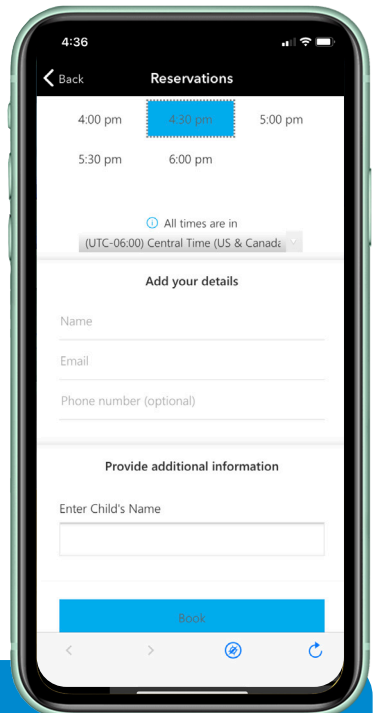 4:36
Back Reservations
4:00 pm 4:30 pm 5:00 pm
5:30 pm 6:00 pm
All times are in
(UTC-06:00) Central Time (US & Canada
Add your details
Name
Email
Phone number (optional)
Provide additional information
Enter Child's Name
Book